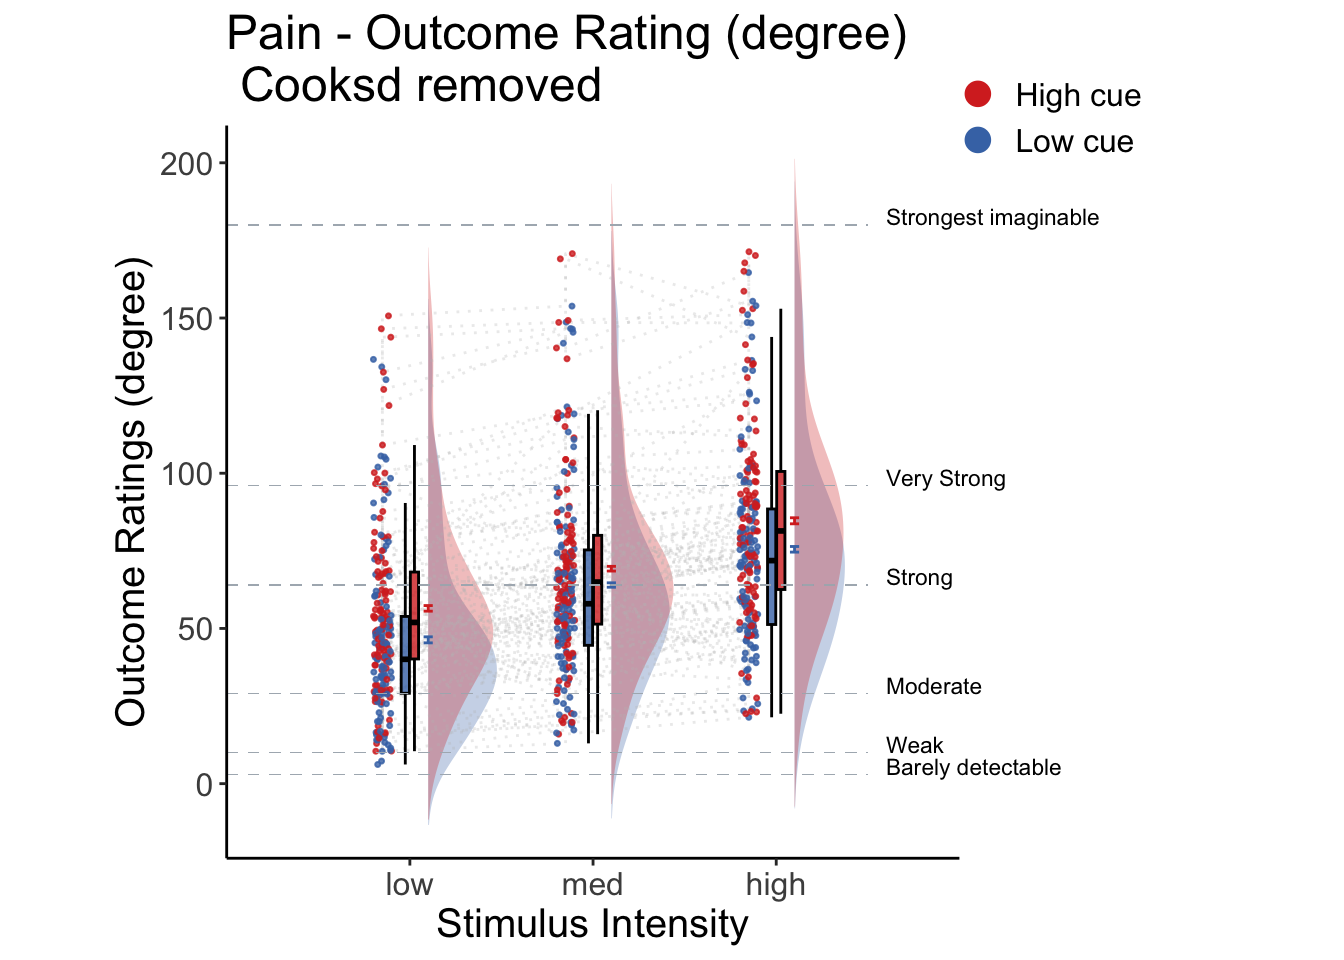 Pain - Outcome Rating (degree)
Cooksd removed
High cue
Low cue
Outcome Ratings (degree)
200
150
100
50
0
Strongest imaginable
Very Strong
Strong
Moderate
Weak
Barely detectable
low
med
high
Stimulus Intensity